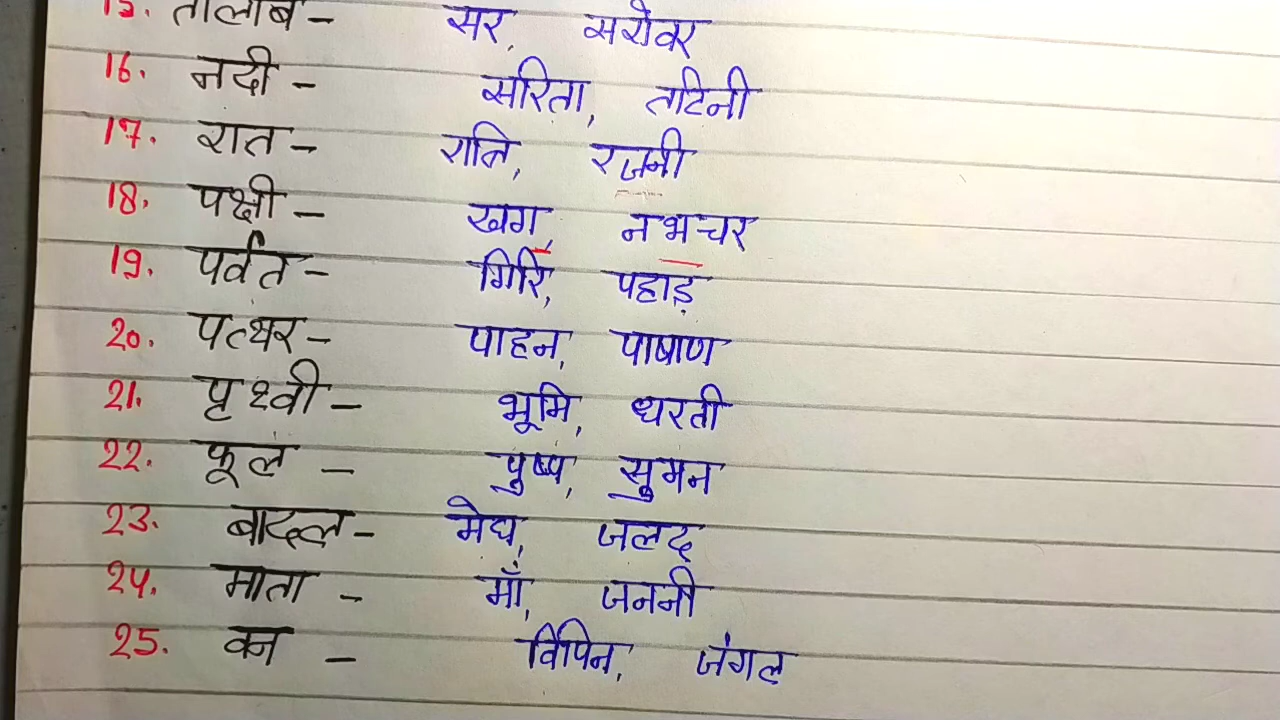 15. तालाब - सर, सरोवर
16. नदी - सरिता, तटिनी
17. रात - रात्रि, रजनी
18. पक्षी - खग, नभचर
19. पर्वत - गिरि, पहाड़
20. पत्थर - पाहन, पाषाण
21. पृथ्वी - भूमि, धरती
22. फूल - पुष्प, सुमन
23. बादल - मेघ, जलद
24. माता - माँ, जननी
25. वन - विपिन, जंगल